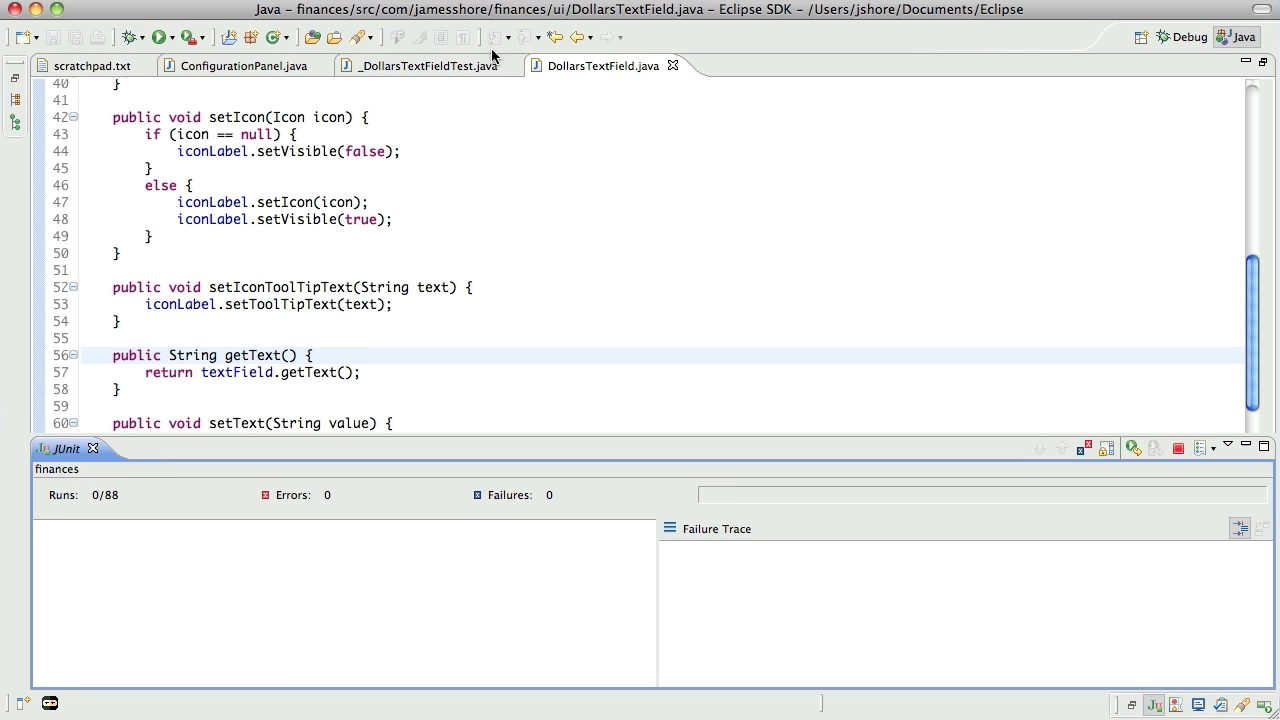 Java – finances/src/com/jamesshore/finances/ui/DollarsTextField.java – Eclipse SDK – /Users/jshore/Documents/Eclipse
Debug Java
scratchpad.txt ConfigurationPanel.java _DollarsTextFieldTest.java DollarsTextField.java
40 }
41
42 public void setIcon(Icon icon) {
43 if (icon == null) {
44 iconLabel.setVisible(false);
45 }
46 else {
47 iconLabel.setIcon(icon);
48 iconLabel.setVisible(true);
49 }
50 }
51
52 public void setIconToolTipText(String text) {
53 iconLabel.setToolTipText(text);
54 }
55
56 public String getText() {
57 return textField.getText();
58 }
59
60 public void setText(String value) {
JUnit
finances
Runs: 0/88 Errors: 0 Failures: 0
Failure Trace